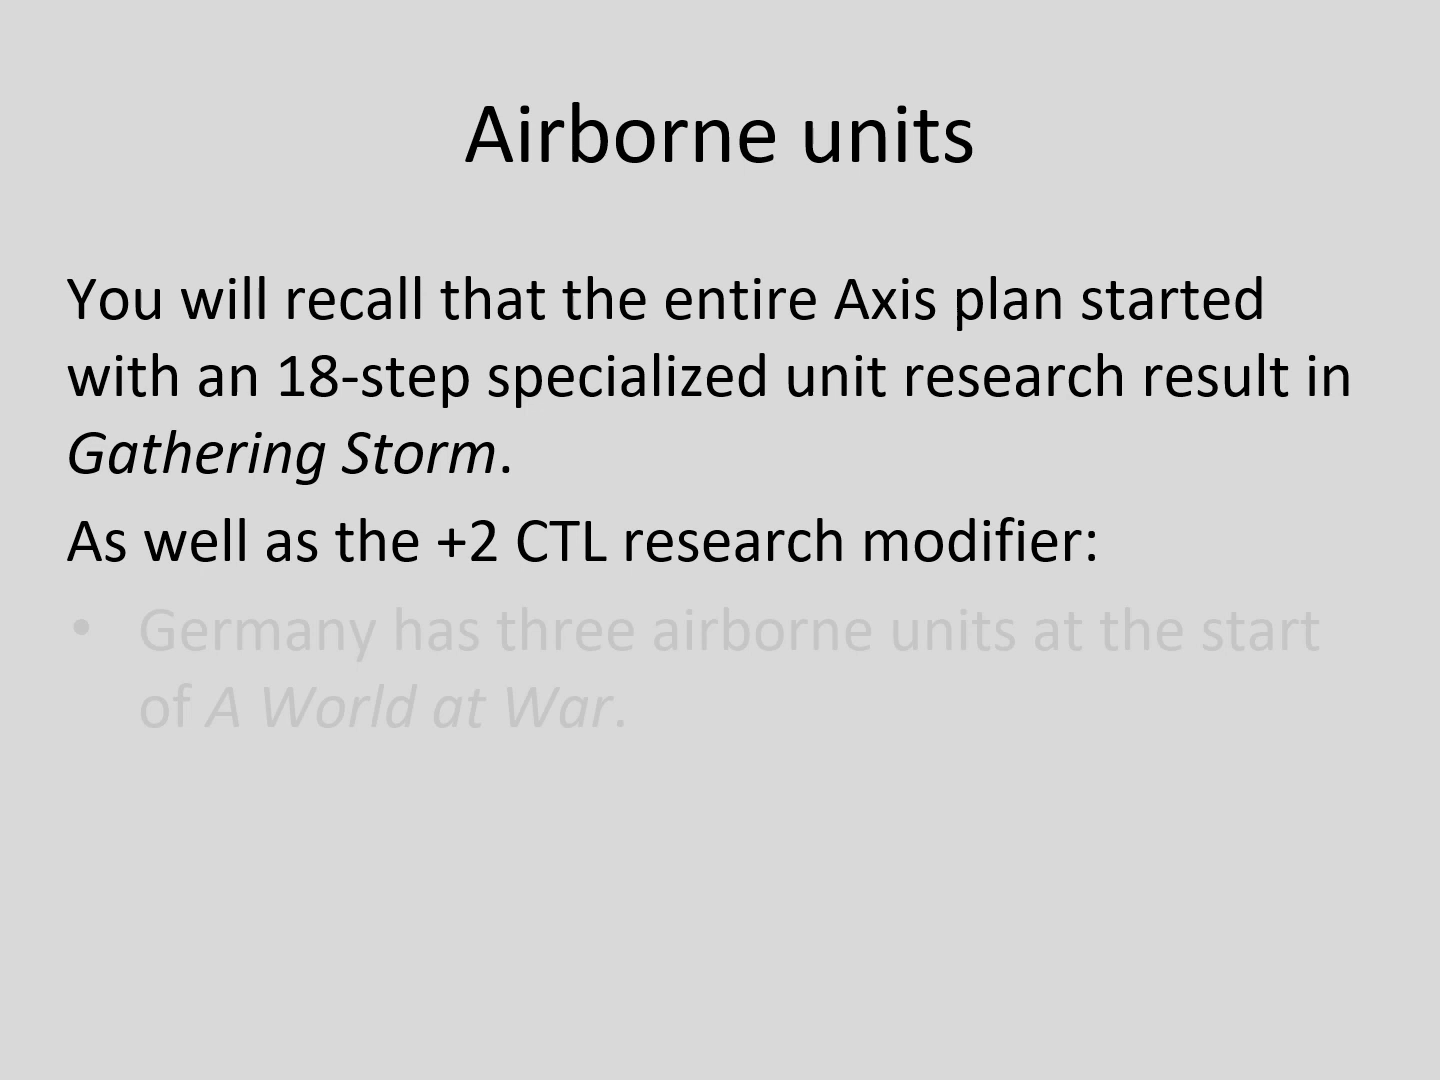 Airborne units
You will recall that the entire Axis plan started
with an 18-step specialized unit research result in
Gathering Storm.
As well as the +2 CTL research modifier:
• Germany has three airborne units at the start
of A World at War.